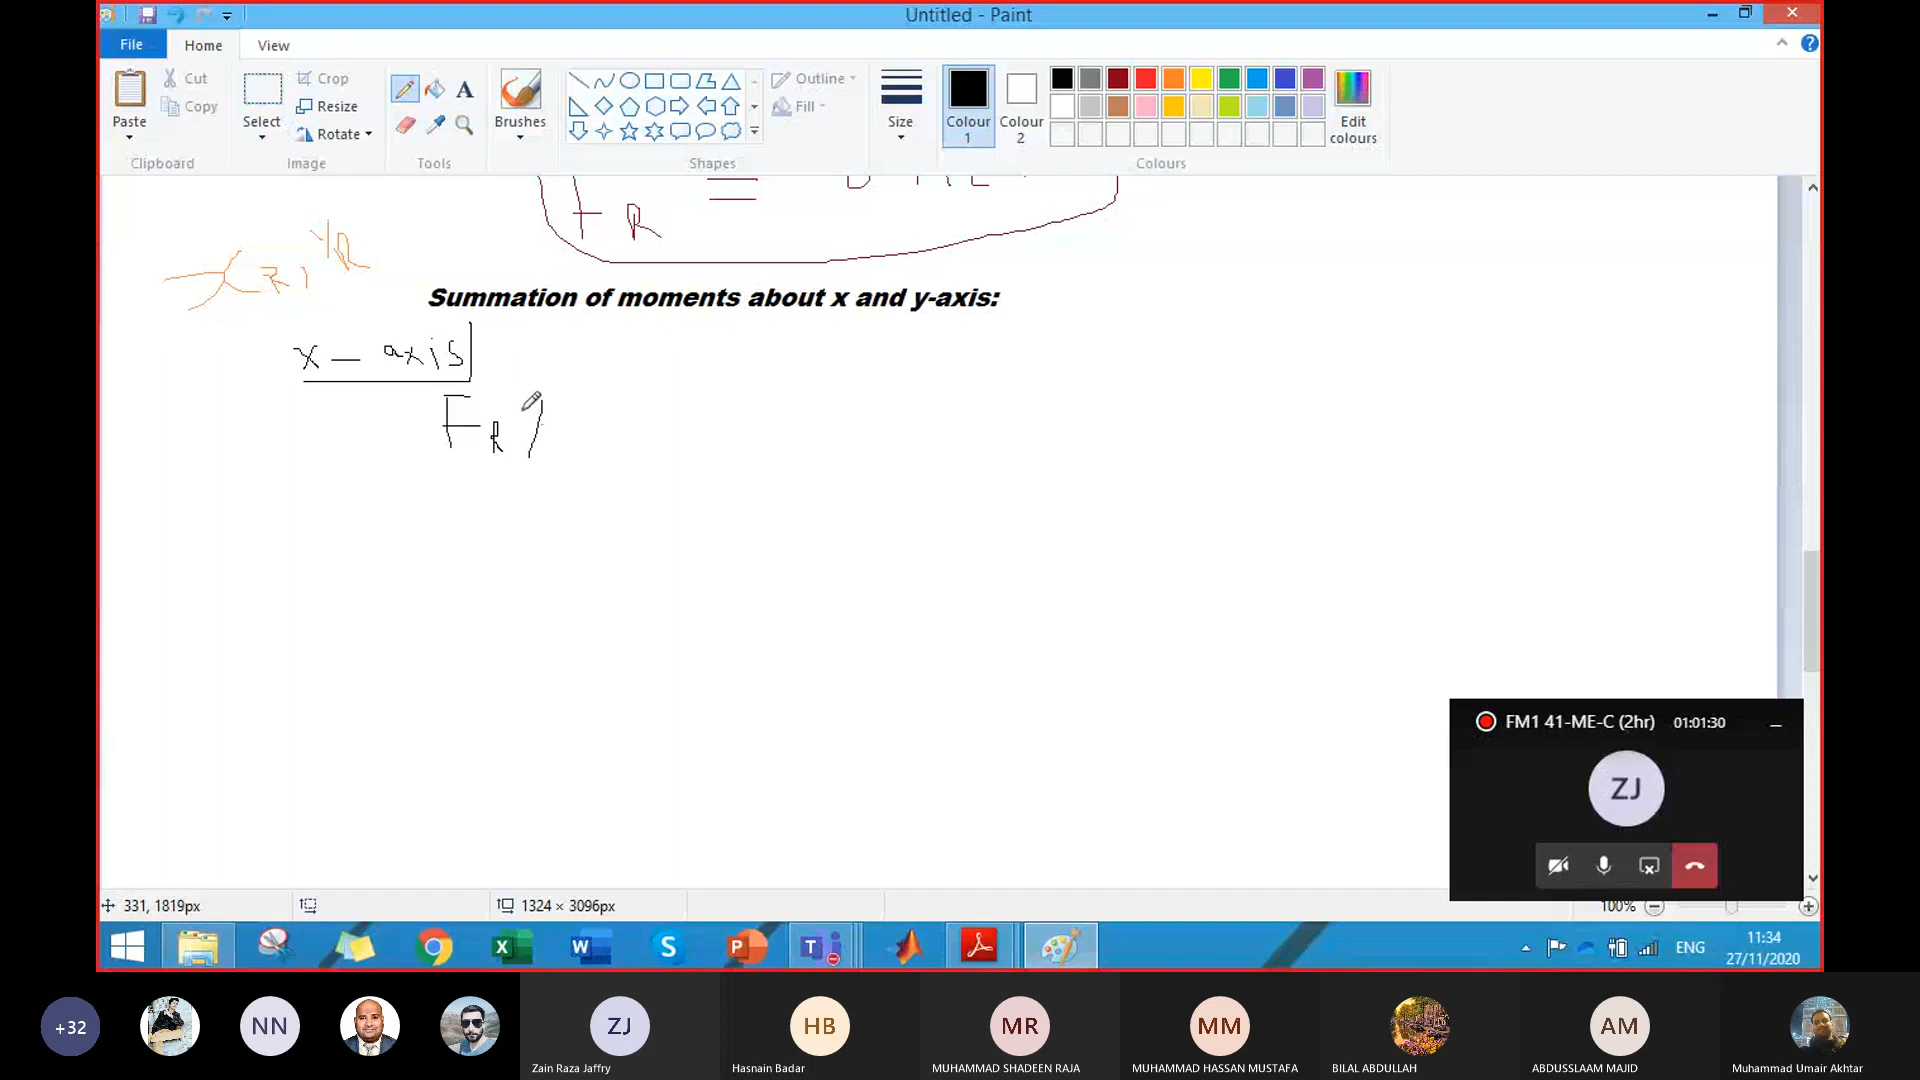 Untitled - Paint
File Home View
Paste Cut Copy Clipboard
Select Crop Resize Rotate Image
Tools
Brushes
Shapes
Outline
Fill
Size
Colour 1
Colour 2
Edit colours
Colours
F R
x R , y R
Summation of moments about x and y-axis:
x - axis
F R
FM1 41-ME-C (2hr) 01:01:30
ZJ
331, 1819px
1324 × 3096px
100%
ENG
11:34
27/11/2020
+32
NN
ZJ
HB
MR
MM
AM
Zain Raza Jaffry
Hasnain Badar
MUHAMMAD SHADEEN RAJA
MUHAMMAD HASSAN MUSTAFA
BILAL ABDULLAH
ABDUSSLAAM MAJID
Muhammad Umair Akhtar